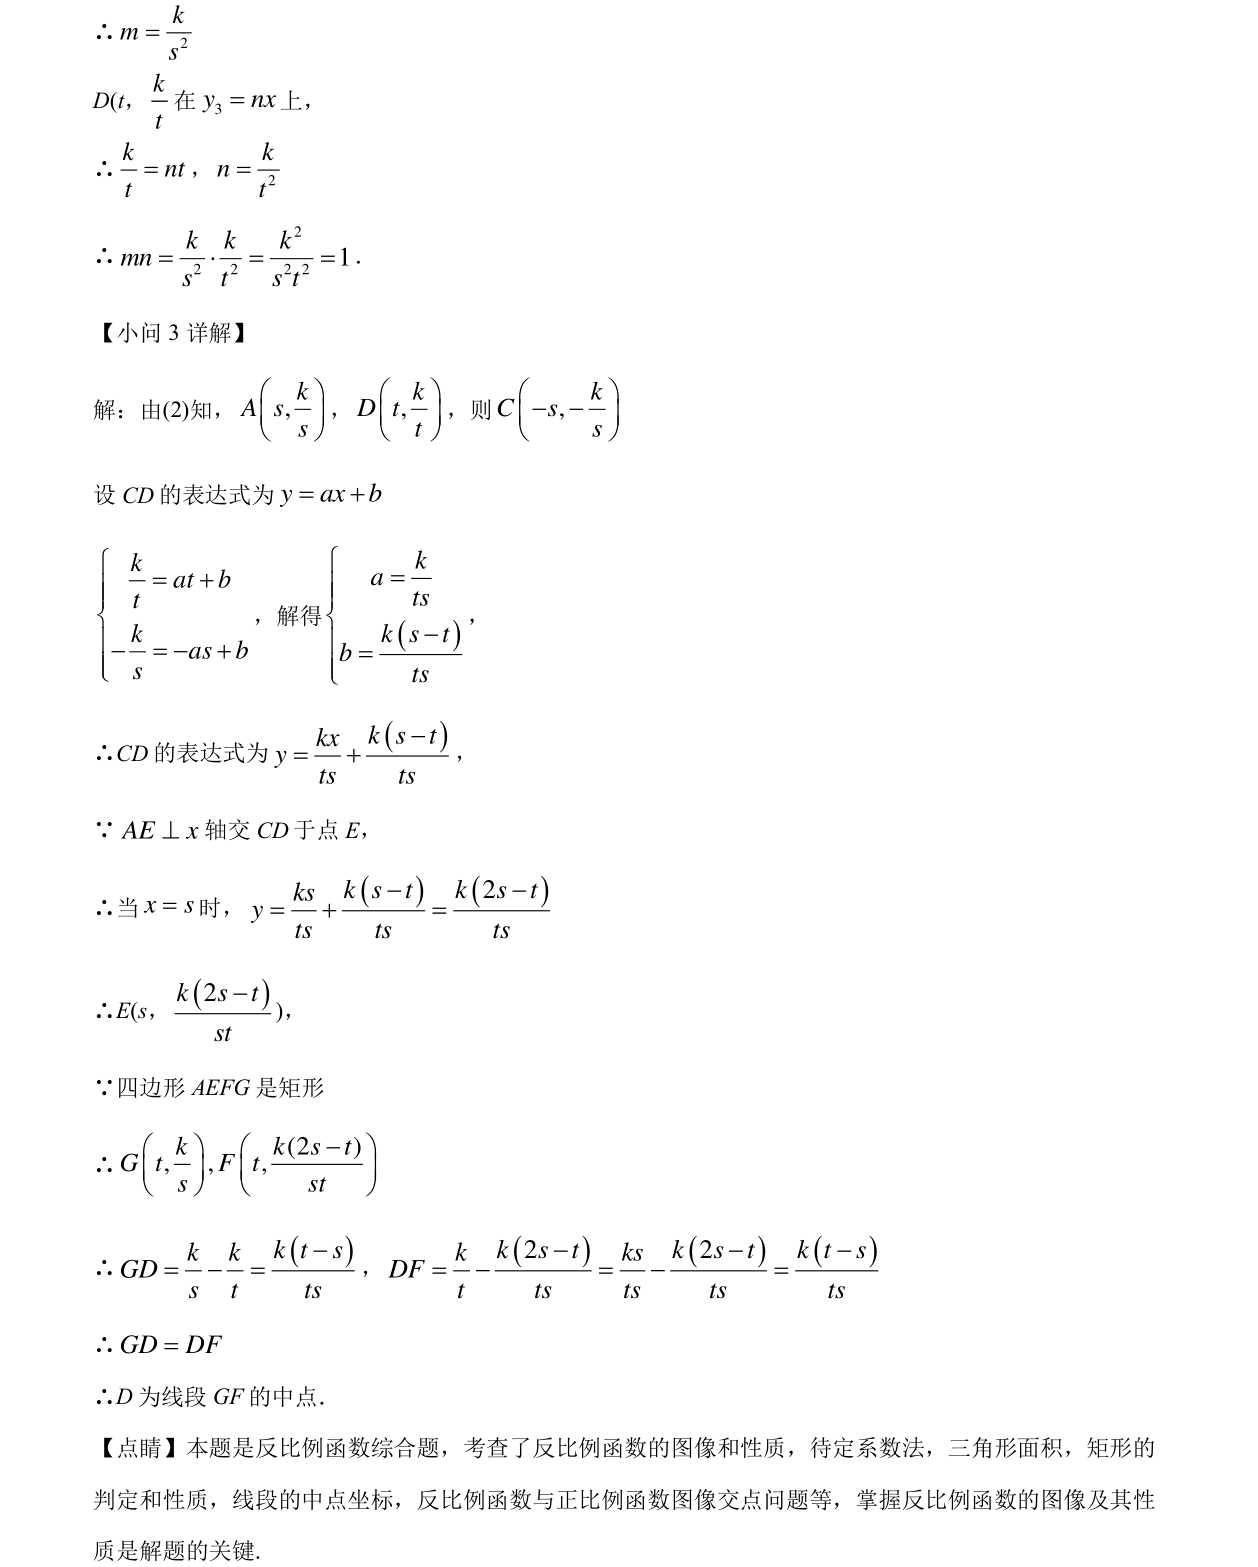 ∴ m = k/s²
D(t, k/t 在 y₃ = nx 上,
∴ k/t = nt, n = k/t²
∴ mn = k/s² · k/t² = k²/s²t² = 1.
【小问 3 详解】
解：由(2)知, A(s, k/s), D(t, k/t), 则 C(−s, −k/s)
设 CD 的表达式为 y = ax + b
{ k/t = at + b, −k/s = −as + b, 解得 { a = k/ts, b = k(s−t)/ts,
∴CD 的表达式为 y = kx/ts + k(s−t)/ts,
∵ AE ⊥ x 轴交 CD 于点 E,
∴当 x = s 时, y = ks/ts + k(s−t)/ts = k(2s−t)/ts
∴E(s, k(2s−t)/st),
∵四边形 AEFG 是矩形
∴ G(t, k/s), F(t, k(2s−t)/st)
∴ GD = k/s − k/t = k(t−s)/ts, DF = k/t − k(2s−t)/ts = ks/ts − k(2s−t)/ts = k(t−s)/ts
∴ GD = DF
∴D 为线段 GF 的中点.
【点睛】本题是反比例函数综合题，考查了反比例函数的图像和性质，待定系数法，三角形面积，矩形的
判定和性质，线段的中点坐标，反比例函数与正比例函数图像交点问题等，掌握反比例函数的图像及其性
质是解题的关键.